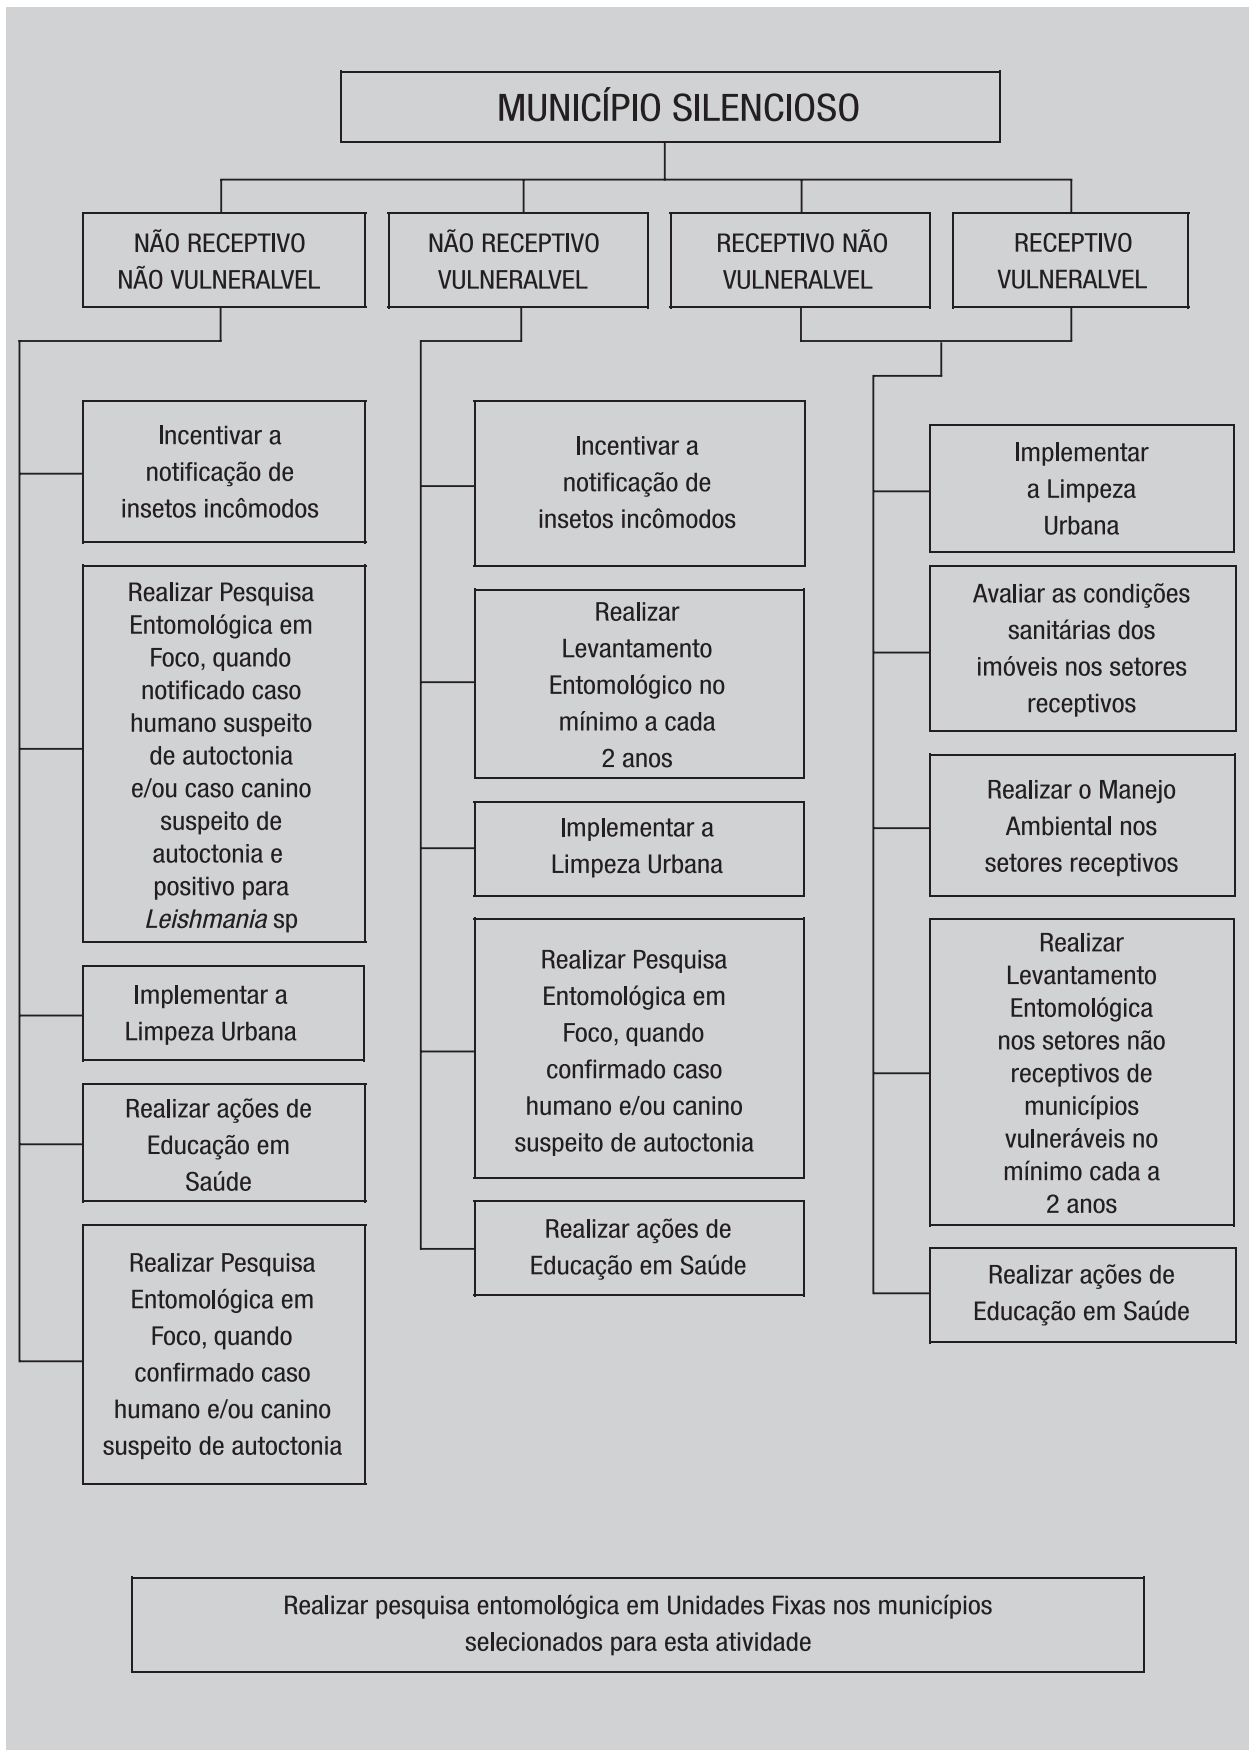 MUNICÍPIO SILENCIOSO
NÃO RECEPTIVO
NÃO VULNERALVEL
NÃO RECEPTIVO
VULNERALVEL
RECEPTIVO NÃO
VULNERALVEL
RECEPTIVO
VULNERALVEL
Incentivar a
notificação de
insetos incômodos
Realizar Pesquisa
Entomológica em
Foco, quando
notificado caso
humano suspeito
de autoctonia
e/ou caso canino
suspeito de
autoctonia e
positivo para
Leishmania sp
Implementar a
Limpeza Urbana
Realizar ações de
Educação em
Saúde
Realizar Pesquisa
Entomológica em
Foco, quando
confirmado caso
humano e/ou canino
suspeito de autoctonia
Incentivar a
notificação de
insetos incômodos
Realizar
Levantamento
Entomológico no
mínimo a cada
2 anos
Implementar a
Limpeza Urbana
Realizar Pesquisa
Entomológica em
Foco, quando
confirmado caso
humano e/ou canino
suspeito de autoctonia
Realizar ações de
Educação em Saúde
Implementar
a Limpeza
Urbana
Avaliar as condições
sanitárias dos
imóveis nos setores
receptivos
Realizar o Manejo
Ambiental nos
setores receptivos
Realizar
Levantamento
Entomológica
nos setores não
receptivos de
municípios
vulneráveis no
mínimo cada a
2 anos
Realizar ações de
Educação em Saúde
Realizar pesquisa entomológica em Unidades Fixas nos municípios
selecionados para esta atividade